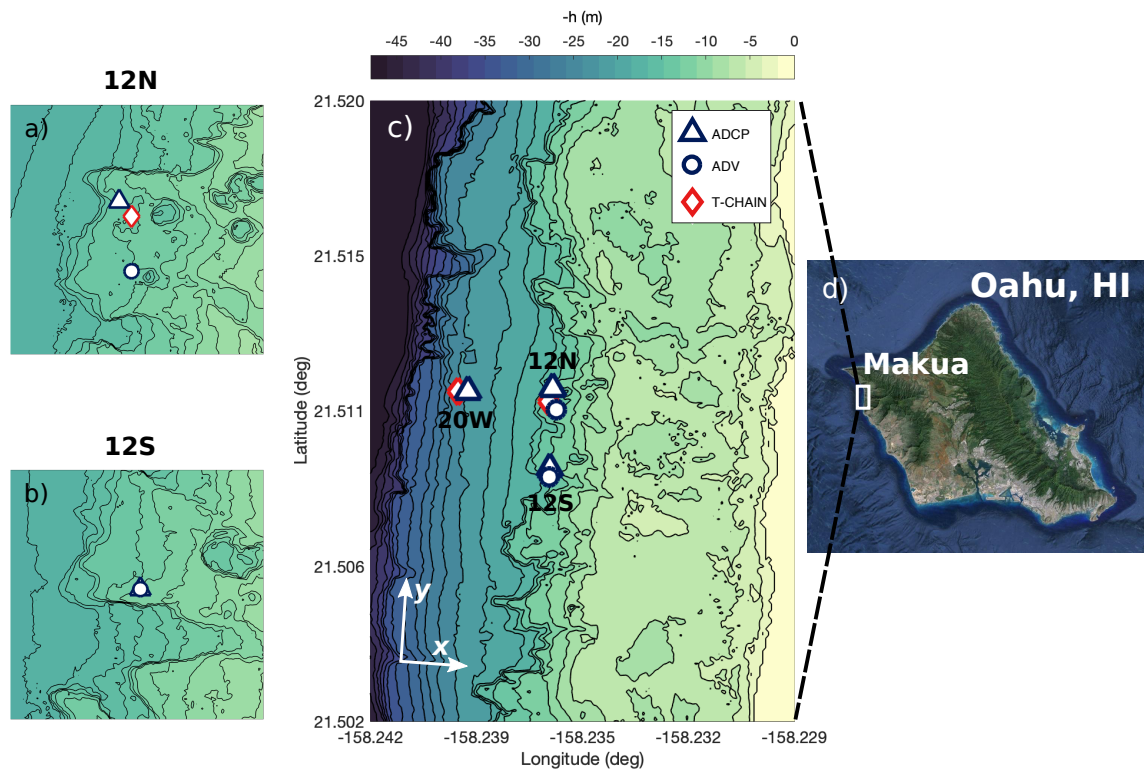 -h (m)
-45 -40 -35 -30 -25 -20 -15 -10 -5 0
12N
a)
12S
b)
c)
ADCP
ADV
T-CHAIN
21.520
21.515
21.511
21.506
21.502
Latitude (deg)
12N
20W
12S
y
x
-158.242 -158.239 -158.235 -158.232 -158.229
Longitude (deg)
d)
Oahu, HI
Makua